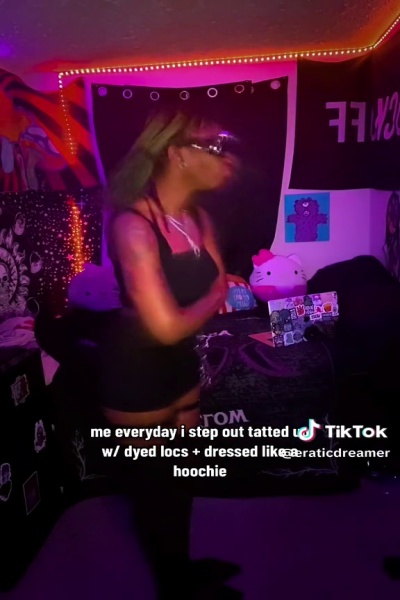 me everyday i step out tatted
TikTok
w/ dyed locs + dressed like a
@eraticdreamer
hoochie